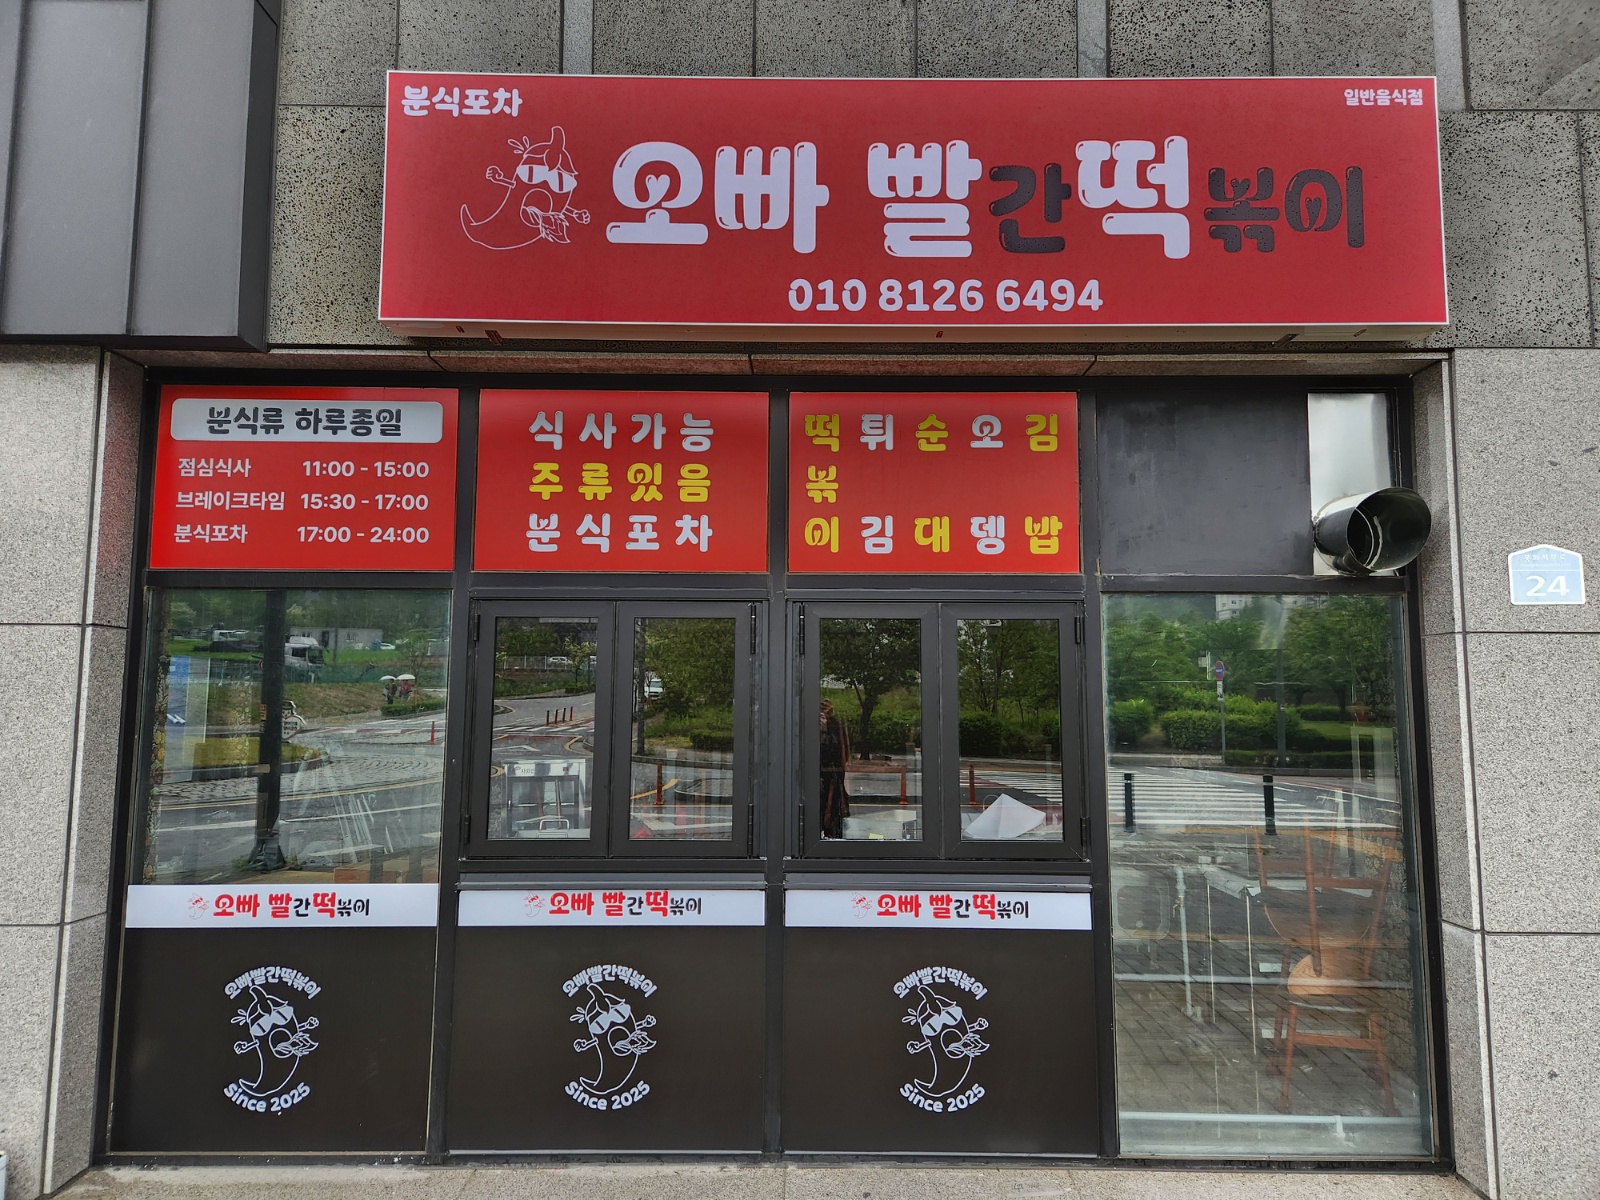 분식포차
일반음식점
오빠 빨간떡볶이
010 8126 6494
분식류 하루종일
점심식사 11:00 - 15:00
브레이크타임 15:30 - 17:00
분식포차 17:00 - 24:00
식사가능
주류있음
분식포차
떡 튀 순 오 김
볶
이 김 대 뎅 밥
24
오빠 빨간떡볶이
오빠 빨간떡볶이
오빠 빨간떡볶이
오빠빨간떡볶이
Since 2025
오빠빨간떡볶이
Since 2025
오빠빨간떡볶이
Since 2025